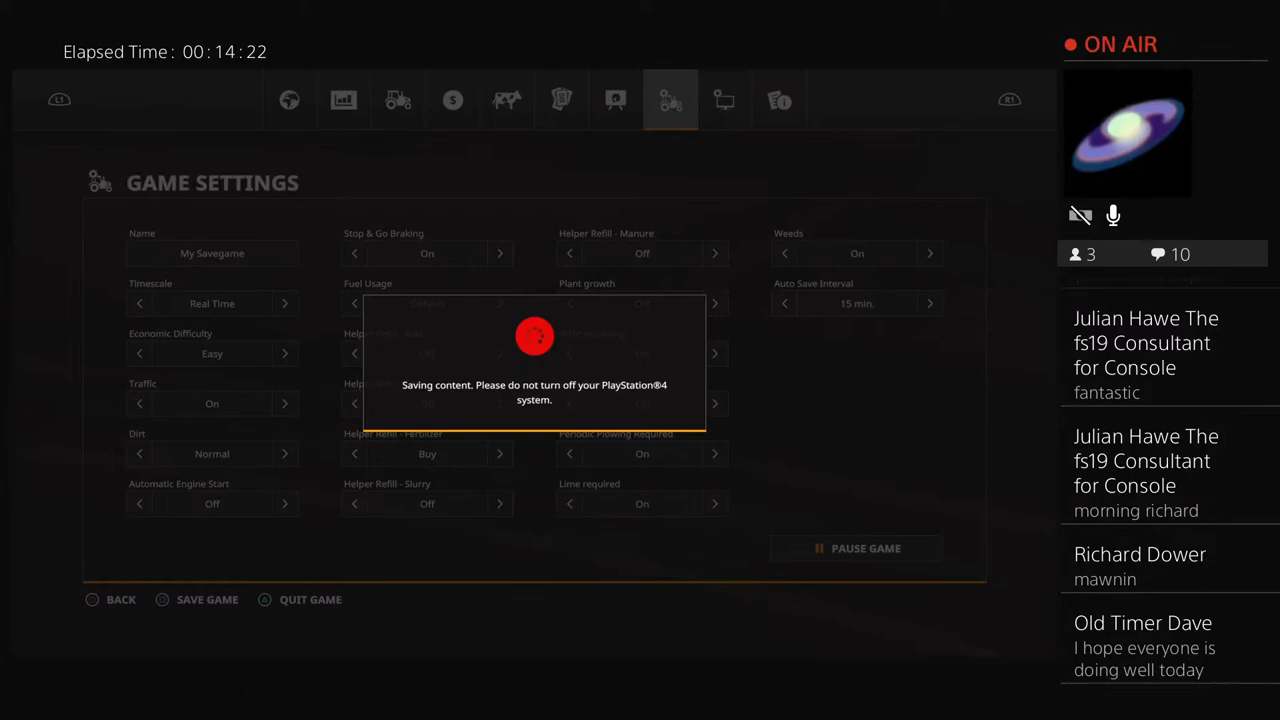 Elapsed Time: 00:14:22
ON AIR
L1
R1
GAME SETTINGS
3
10
Name
My Savegame
Stop & Go Braking
On
Helper Refill - Manure
Off
Weeds
On
Timescale
Real Time
Fuel Usage
Default
Plant growth
Off
Auto Save Interval
15 min.
Economic Difficulty
Easy
Traffic
On
Dirt
Normal
Helper Refill - Fertilizer
Buy
Periodic Plowing Required
On
Automatic Engine Start
Off
Helper Refill - Slurry
Off
Lime required
On
Saving content. Please do not turn off your PlayStation®4
system.
PAUSE GAME
BACK
SAVE GAME
QUIT GAME
Julian Hawe The
fs19 Consultant
for Console
fantastic
Julian Hawe The
fs19 Consultant
for Console
morning richard
Richard Dower
mawnin
Old Timer Dave
I hope everyone is
doing well today